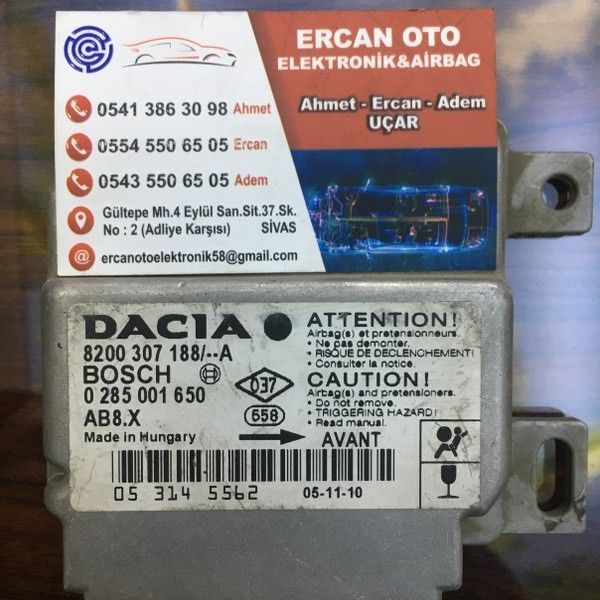 ERCAN OTO
ELEKTRONİK&AİRBAG
Ahmet - Ercan - Adem
UÇAR
0541 386 30 98 Ahmet
0554 550 65 05 Ercan
0543 550 65 05 Adem
Gültepe Mh.4 Eylül San.Sit.37.Sk.
No : 2 (Adliye Karşısı) SİVAS
ercanotoelektronik58@gmail.com
DACIA
8200 307 188/--A
BOSCH
0 285 001 650
AB8.X
Made in Hungary
037
558
AVANT
ATTENTION!
Airbag(s) et pretensionneurs.
• Ne pas demonter.
• RISQUE DE DECLENCHEMENT!
• Consulter la notice.
CAUTION!
Airbag(s) and pretensioners.
• Do not remove.
• TRIGGERING HAZARD!
• Read manual.
05 314 5562
05-11-10